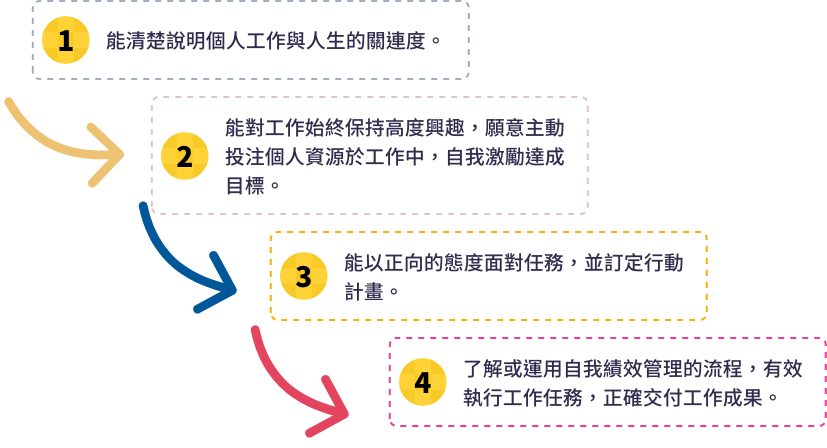 1
能清楚說明個人工作與人生的關連度。
2
能對工作始終保持高度興趣，願意主動
投注個人資源於工作中，自我激勵達成
目標。
3
能以正向的態度面對任務，並訂定行動
計畫。
4
了解或運用自我績效管理的流程，有效
執行工作任務，正確交付工作成果。